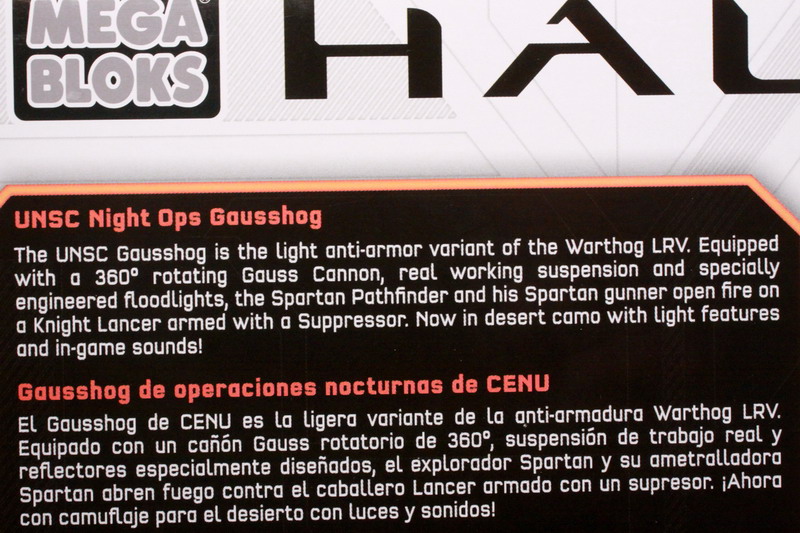 MEGA
BLOKS
HAL
UNSC Night Ops Gausshog
The UNSC Gausshog is the light anti-armor variant of the Warthog LRV. Equipped
with a 360º rotating Gauss Cannon, real working suspension and specially
engineered floodlights, the Spartan Pathfinder and his Spartan gunner open fire on
a Knight Lancer armed with a Suppressor. Now in desert camo with light features
and in-game sounds!
Gausshog de operaciones nocturnas de CENU
El Gausshog de CENU es la ligera variante de la anti-armadura Warthog LRV.
Equipado con un cañón Gauss rotatorio de 360º, suspensión de trabajo real y
reflectores especialmente diseñados, el explorador Spartan y su ametralladora
Spartan abren fuego contra el caballero Lancer armado con un supresor. ¡Ahora
con camuflaje para el desierto con luces y sonidos!